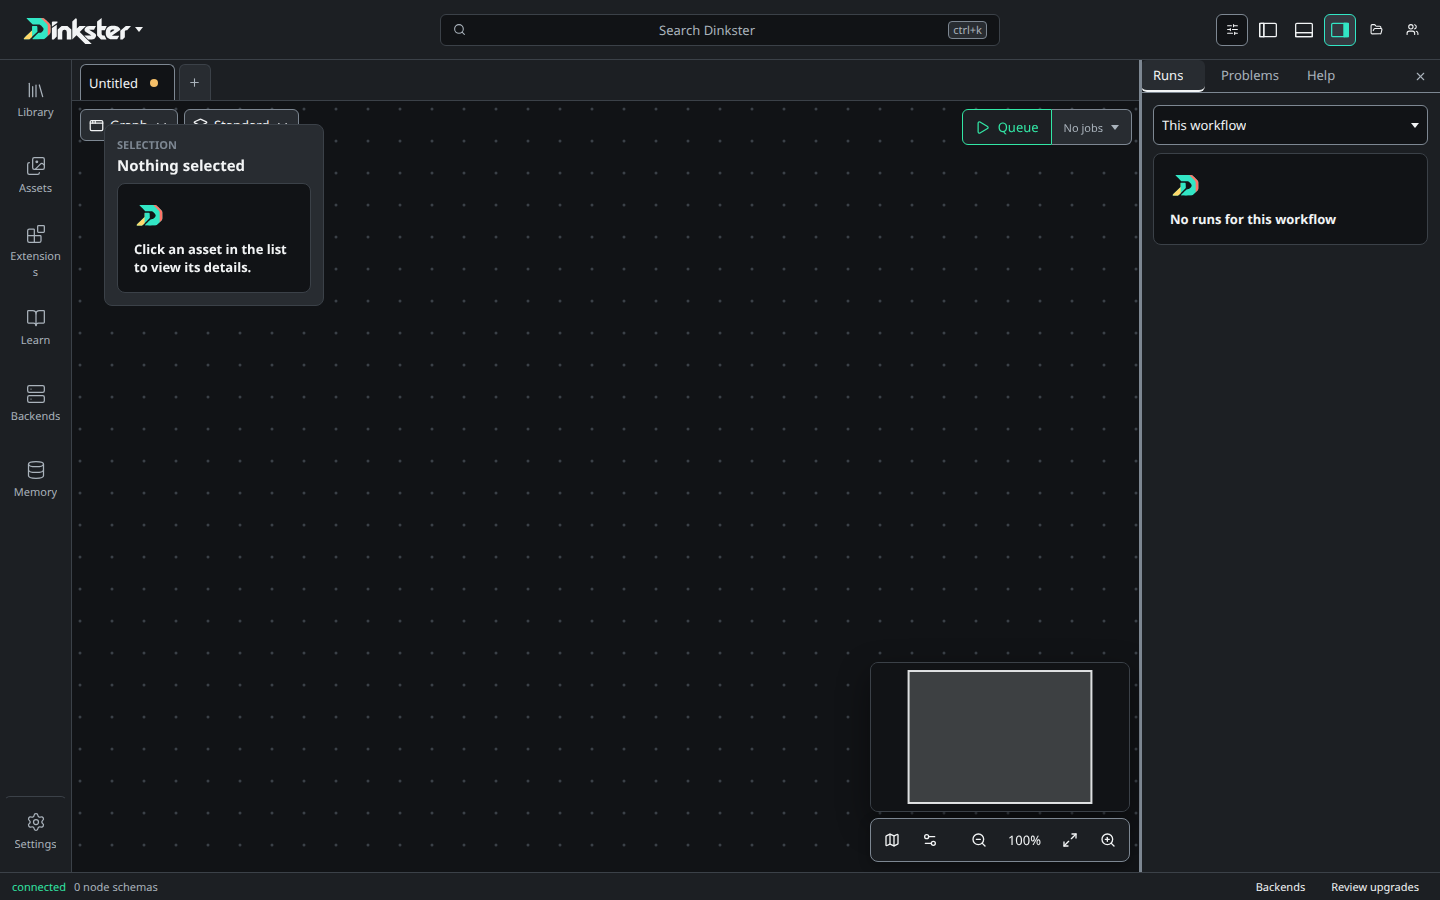 Dinkster
Search Dinkster
ctrl+k
Library
Assets
Extension
s
Learn
Backends
Memory
Settings
Untitled
+
SELECTION
Nothing selected
Click an asset in the list
to view its details.
Queue
No jobs
100%
Runs
Problems
Help
This workflow
No runs for this workflow
connected
0 node schemas
Backends
Review upgrades